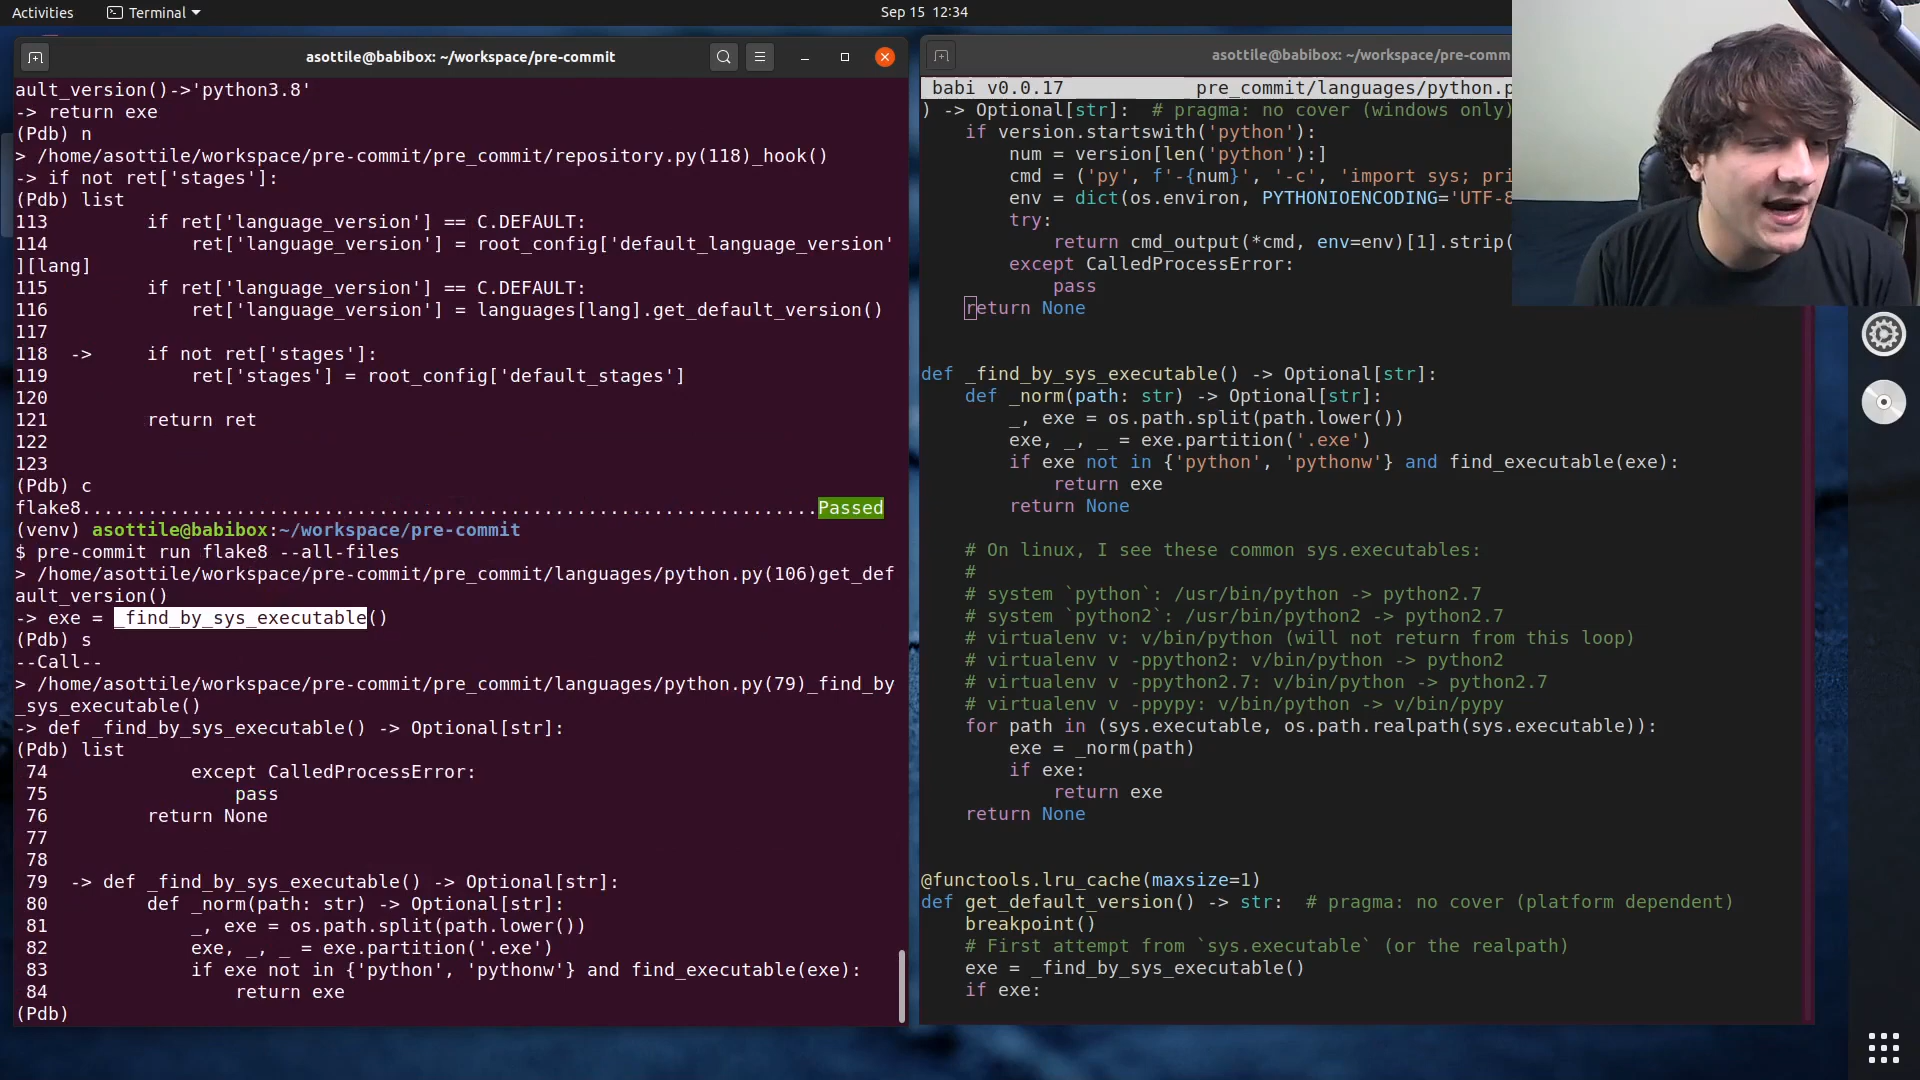 Activities
Terminal
Sep 15 12:34
asottile@babibox: ~/workspace/pre-commit
ault_version()->'python3.8'
-> return exe
(Pdb) n
> /home/asottile/workspace/pre-commit/pre_commit/repository.py(118)_hook()
-> if not ret['stages']:
(Pdb) list
113         if ret['language_version'] == C.DEFAULT:
114             ret['language_version'] = root_config['default_language_version'
][lang]
115         if ret['language_version'] == C.DEFAULT:
116             ret['language_version'] = languages[lang].get_default_version()
117
118  ->     if not ret['stages']:
119             ret['stages'] = root_config['default_stages']
120
121         return ret
122
123
(Pdb) c
flake8...................................................................Passed
(venv) asottile@babibox:~/workspace/pre-commit
$ pre-commit run flake8 --all-files
> /home/asottile/workspace/pre-commit/pre_commit/languages/python.py(106)get_def
ault_version()
-> exe = _find_by_sys_executable()
(Pdb) s
--Call--
> /home/asottile/workspace/pre-commit/pre_commit/languages/python.py(79)_find_by
_sys_executable()
-> def _find_by_sys_executable() -> Optional[str]:
(Pdb) list
 74             except CalledProcessError:
 75                 pass
 76         return None
 77
 78
 79  -> def _find_by_sys_executable() -> Optional[str]:
 80         def _norm(path: str) -> Optional[str]:
 81             _, exe = os.path.split(path.lower())
 82             exe, _, _ = exe.partition('.exe')
 83             if exe not in {'python', 'pythonw'} and find_executable(exe):
 84                 return exe
(Pdb)
asottile@babibox: ~/workspace/pre-comm
babi v0.0.17            pre_commit/languages/python.p
) -> Optional[str]:  # pragma: no cover (windows only)
    if version.startswith('python'):
        num = version[len('python'):]
        cmd = ('py', f'-{num}', '-c', 'import sys; pri
        env = dict(os.environ, PYTHONIOENCODING='UTF-8
        try:
            return cmd_output(*cmd, env=env)[1].strip(
        except CalledProcessError:
            pass
    return None
def _find_by_sys_executable() -> Optional[str]:
    def _norm(path: str) -> Optional[str]:
        _, exe = os.path.split(path.lower())
        exe, _, _ = exe.partition('.exe')
        if exe not in {'python', 'pythonw'} and find_executable(exe):
            return exe
        return None
    # On linux, I see these common sys.executables:
    #
    # system `python`: /usr/bin/python -> python2.7
    # system `python2`: /usr/bin/python2 -> python2.7
    # virtualenv v: v/bin/python (will not return from this loop)
    # virtualenv v -ppython2: v/bin/python -> python2
    # virtualenv v -ppython2.7: v/bin/python -> python2.7
    # virtualenv v -ppypy: v/bin/python -> v/bin/pypy
    for path in (sys.executable, os.path.realpath(sys.executable)):
        exe = _norm(path)
        if exe:
            return exe
    return None
@functools.lru_cache(maxsize=1)
def get_default_version() -> str:  # pragma: no cover (platform dependent)
    breakpoint()
    # First attempt from `sys.executable` (or the realpath)
    exe = _find_by_sys_executable()
    if exe: